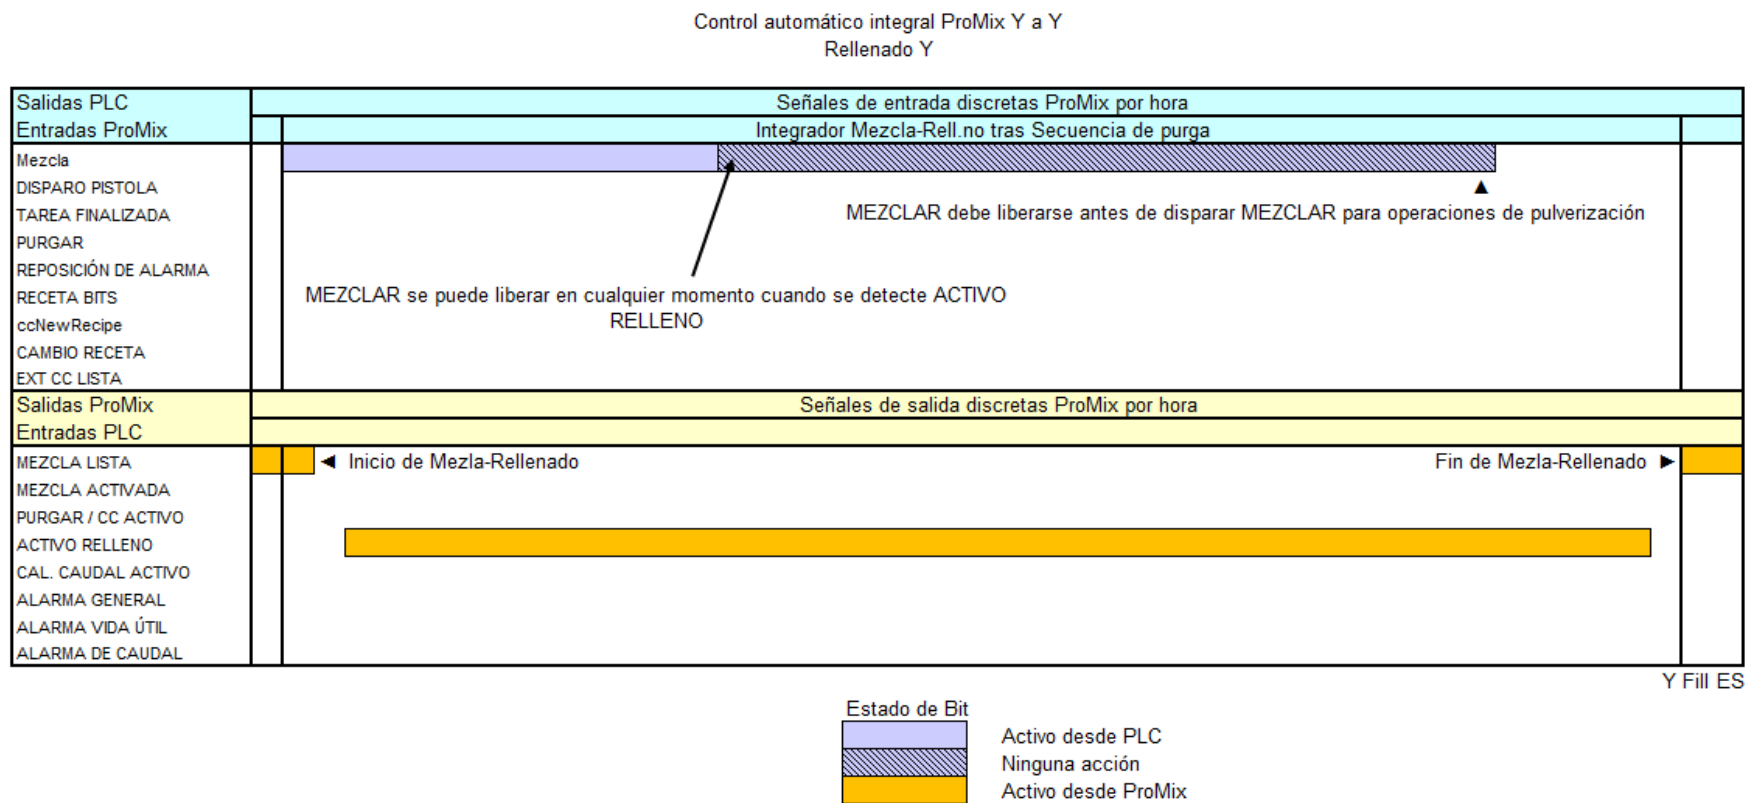 Control automático integral ProMix Y a Y
Rellenado Y
Salidas PLC
Señales de entrada discretas ProMix por hora
Entradas ProMix
Integrador Mezcla-Rell.no tras Secuencia de purga
Mezcla
DISPARO PISTOLA
TAREA FINALIZADA
MEZCLAR debe liberarse antes de disparar MEZCLAR para operaciones de pulverización
PURGAR
REPOSICIÓN DE ALARMA
RECETA BITS
MEZCLAR se puede liberar en cualquier momento cuando se detecte ACTIVO
RELLENO
ccNewRecipe
CAMBIO RECETA
EXT CC LISTA
Salidas ProMix
Señales de salida discretas ProMix por hora
Entradas PLC
MEZCLA LISTA
◄ Inicio de Mezla-Rellenado
Fin de Mezla-Rellenado ►
MEZCLA ACTIVADA
PURGAR / CC ACTIVO
ACTIVO RELLENO
CAL. CAUDAL ACTIVO
ALARMA GENERAL
ALARMA VIDA ÚTIL
ALARMA DE CAUDAL
Y Fill ES
Estado de Bit
Activo desde PLC
Ninguna acción
Activo desde ProMix